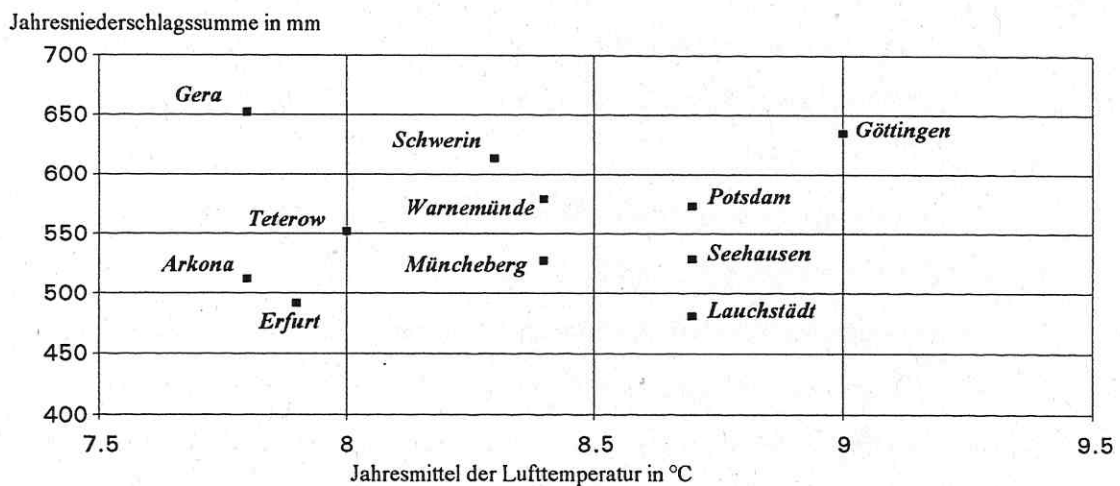 Jahresniederschlagssumme in mm
700
Gera
650
Göttingen
Schwerin
600
Potsdam
Warnemünde
Teterow
550
Seehausen
Arkona
Müncheberg
500
Lauchstädt
Erfurt
450
400
7.5 8 8.5 9 9.5
Jahresmittel der Lufttemperatur in °C